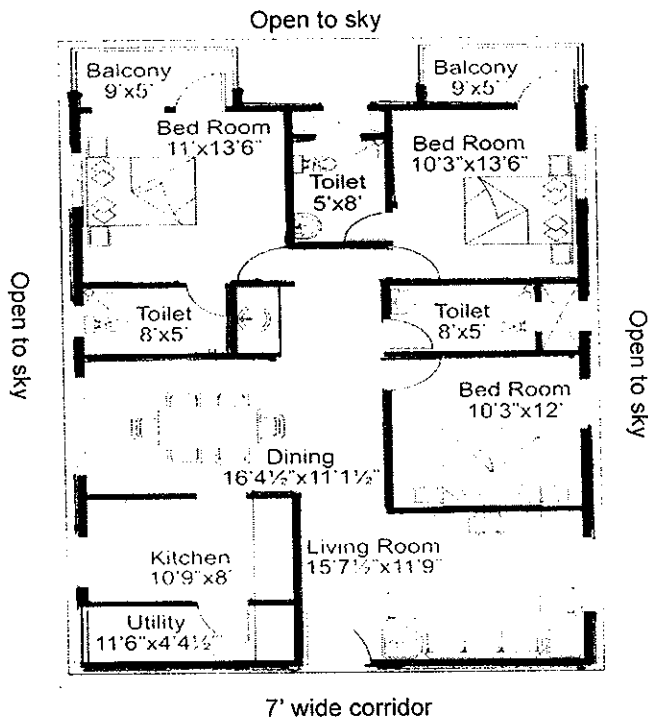 Open to sky
Balcony
9'x5'
Balcony
9'x5'
Bed Room
11'x13'6"
Bed Room
10'3"x13'6"
Toilet
5'x8'
Open to sky
Toilet
8'x5'
Toilet
8'x5'
Open to sky
Bed Room
10'3"x12'
Dining
16'4½"x11'1½"
Kitchen
10'9"x8'
Living Room
15'7½"x11'9"
Utility
11'6"x4'4½"
7' wide corridor